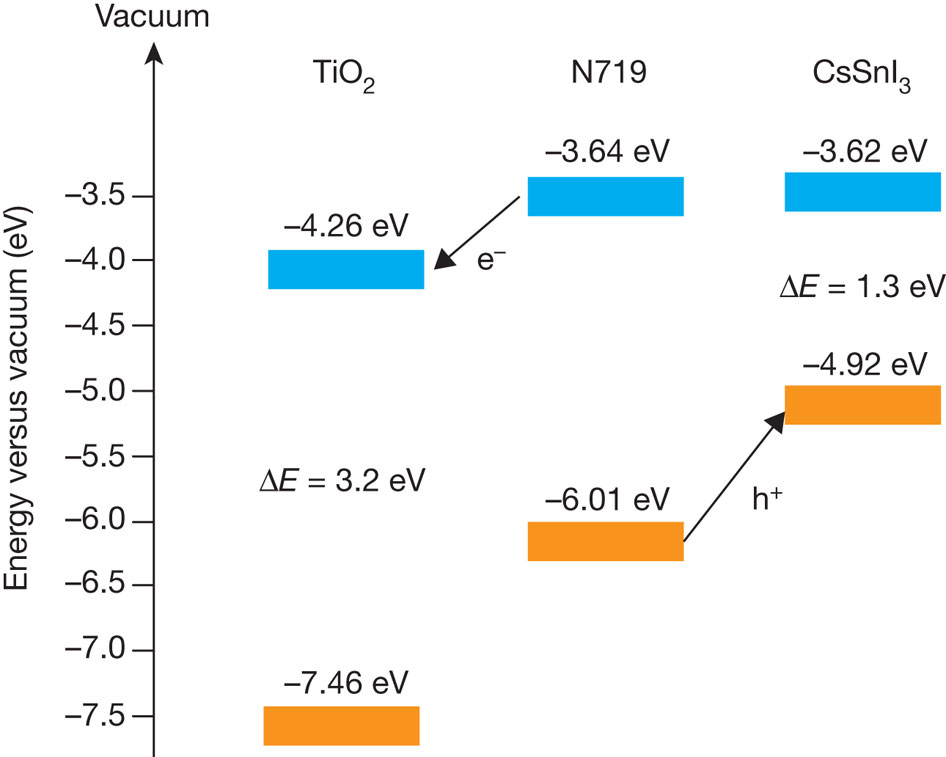 Vacuum
TiO₂
N719
CsSnI₃
–3.64 eV
–3.62 eV
–3.5
–4.26 eV
–4.0
e⁻
ΔE = 1.3 eV
–4.5
–4.92 eV
–5.0
Energy versus vacuum (eV)
–5.5
ΔE = 3.2 eV
–6.01 eV
h⁺
–6.0
–6.5
–7.0
–7.46 eV
–7.5